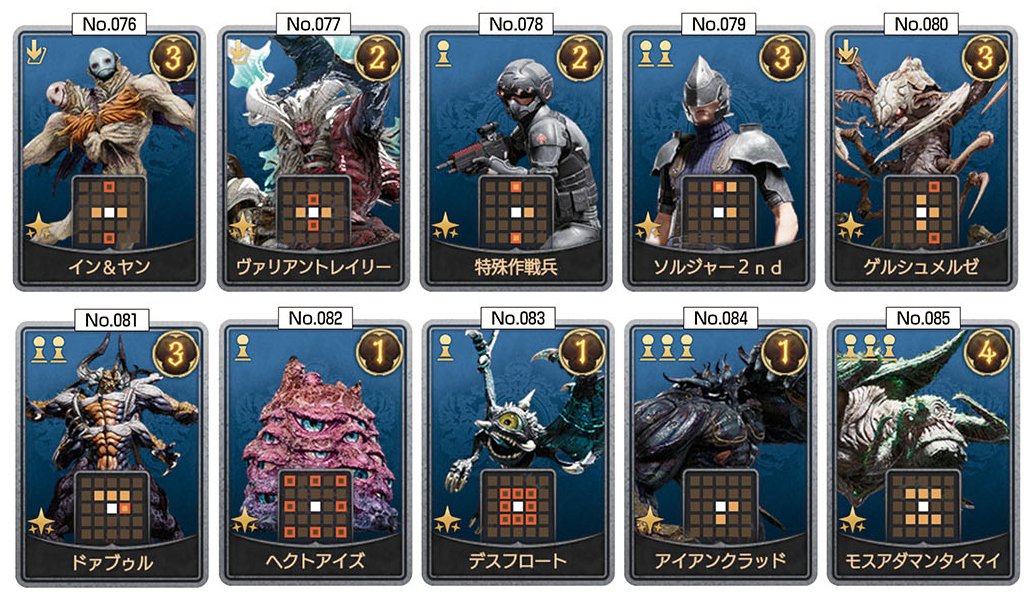 No.076
No.077
No.078
No.079
No.080
3
2
2
3
3
イン&ヤン
ヴァリアントレイリー
特殊作戦兵
ソルジャー2nd
ゲルシュメルゼ
No.081
No.082
No.083
No.084
No.085
3
1
1
1
4
ドァブゥル
ヘクトアイズ
デスフロート
アイアンクラッド
モスアダマンタイマイ